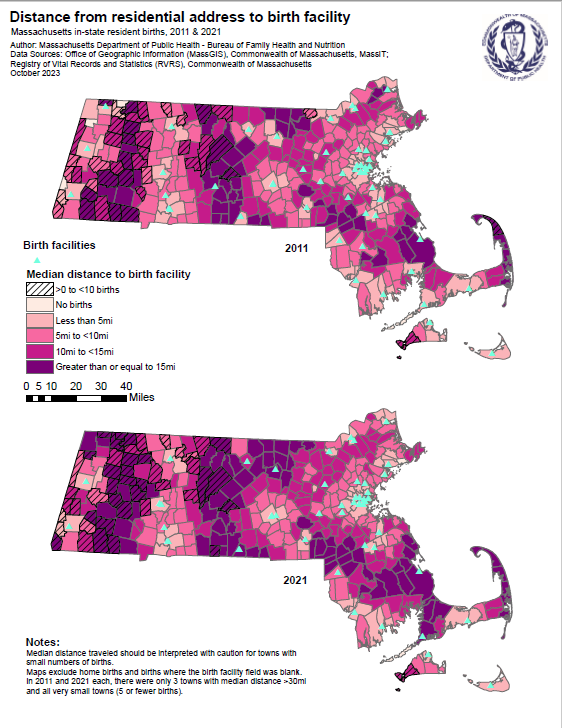 Distance from residential address to birth facility
Massachusetts in-state resident births, 2011 & 2021
Author: Massachusetts Department of Public Health - Bureau of Family Health and Nutrition
Data Sources: Office of Geographic Information (MassGIS), Commonwealth of Massachusetts, MassIT;
Registry of Vital Records and Statistics (RVRS), Commonwealth of Massachusetts
October 2023
COMMONWEALTH OF MASSACHUSETTS
DEPARTMENT OF PUBLIC HEALTH
Birth facilities
2011
Median distance to birth facility
>0 to <10 births
No births
Less than 5mi
5mi to <10mi
10mi to <15mi
Greater than or equal to 15mi
0 5 10 20 30 40
Miles
2021
Notes:
Median distance traveled should be interpreted with caution for towns with
small numbers of births.
Maps exclude home births and births where the birth facility field was blank.
In 2011 and 2021 each, there were only 3 towns with median distance >30mi
and all very small towns (5 or fewer births).